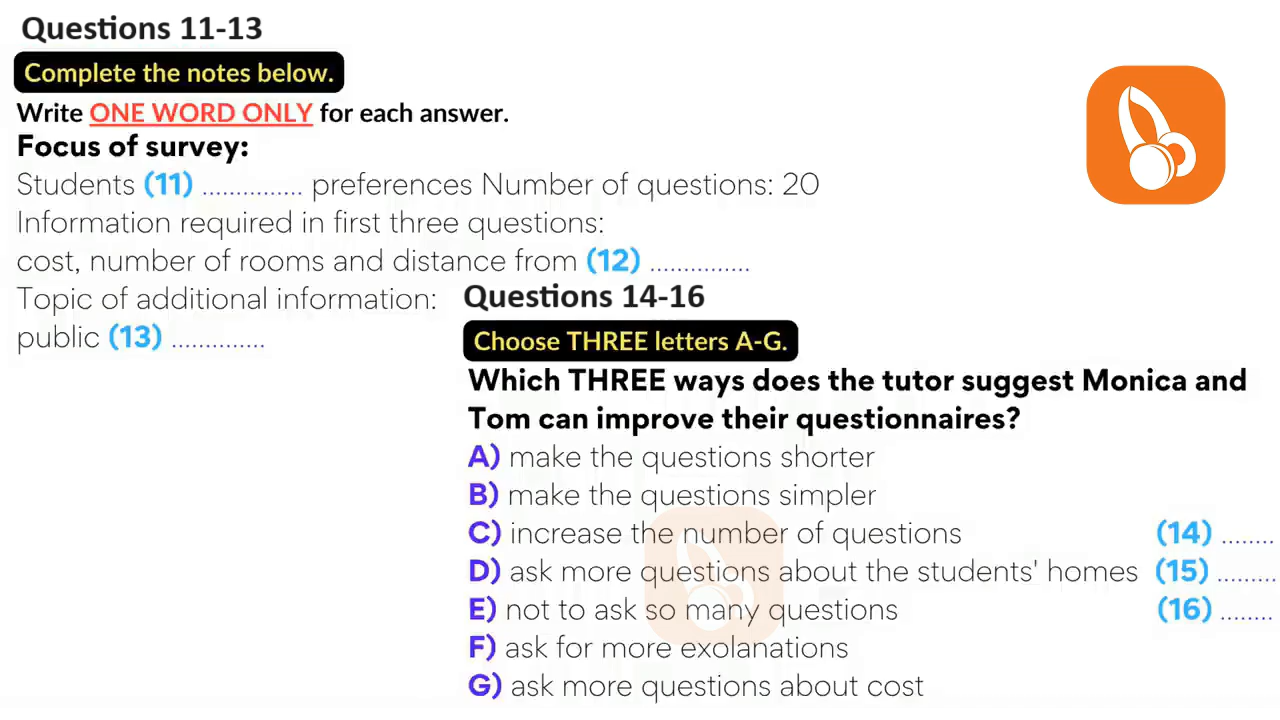 Questions 11-13
Complete the notes below.
Write ONE WORD ONLY for each answer.
Focus of survey:
Students (11) ............... preferences Number of questions: 20
Information required in first three questions:
cost, number of rooms and distance from (12) ...............
Topic of additional information:
public (13) ..............
Questions 14-16
Choose THREE letters A-G.
Which THREE ways does the tutor suggest Monica and
Tom can improve their questionnaires?
A) make the questions shorter
B) make the questions simpler
C) increase the number of questions (14) ........
D) ask more questions about the students' homes (15) .........
E) not to ask so many questions (16) ........
F) ask for more exolanations
G) ask more questions about cost